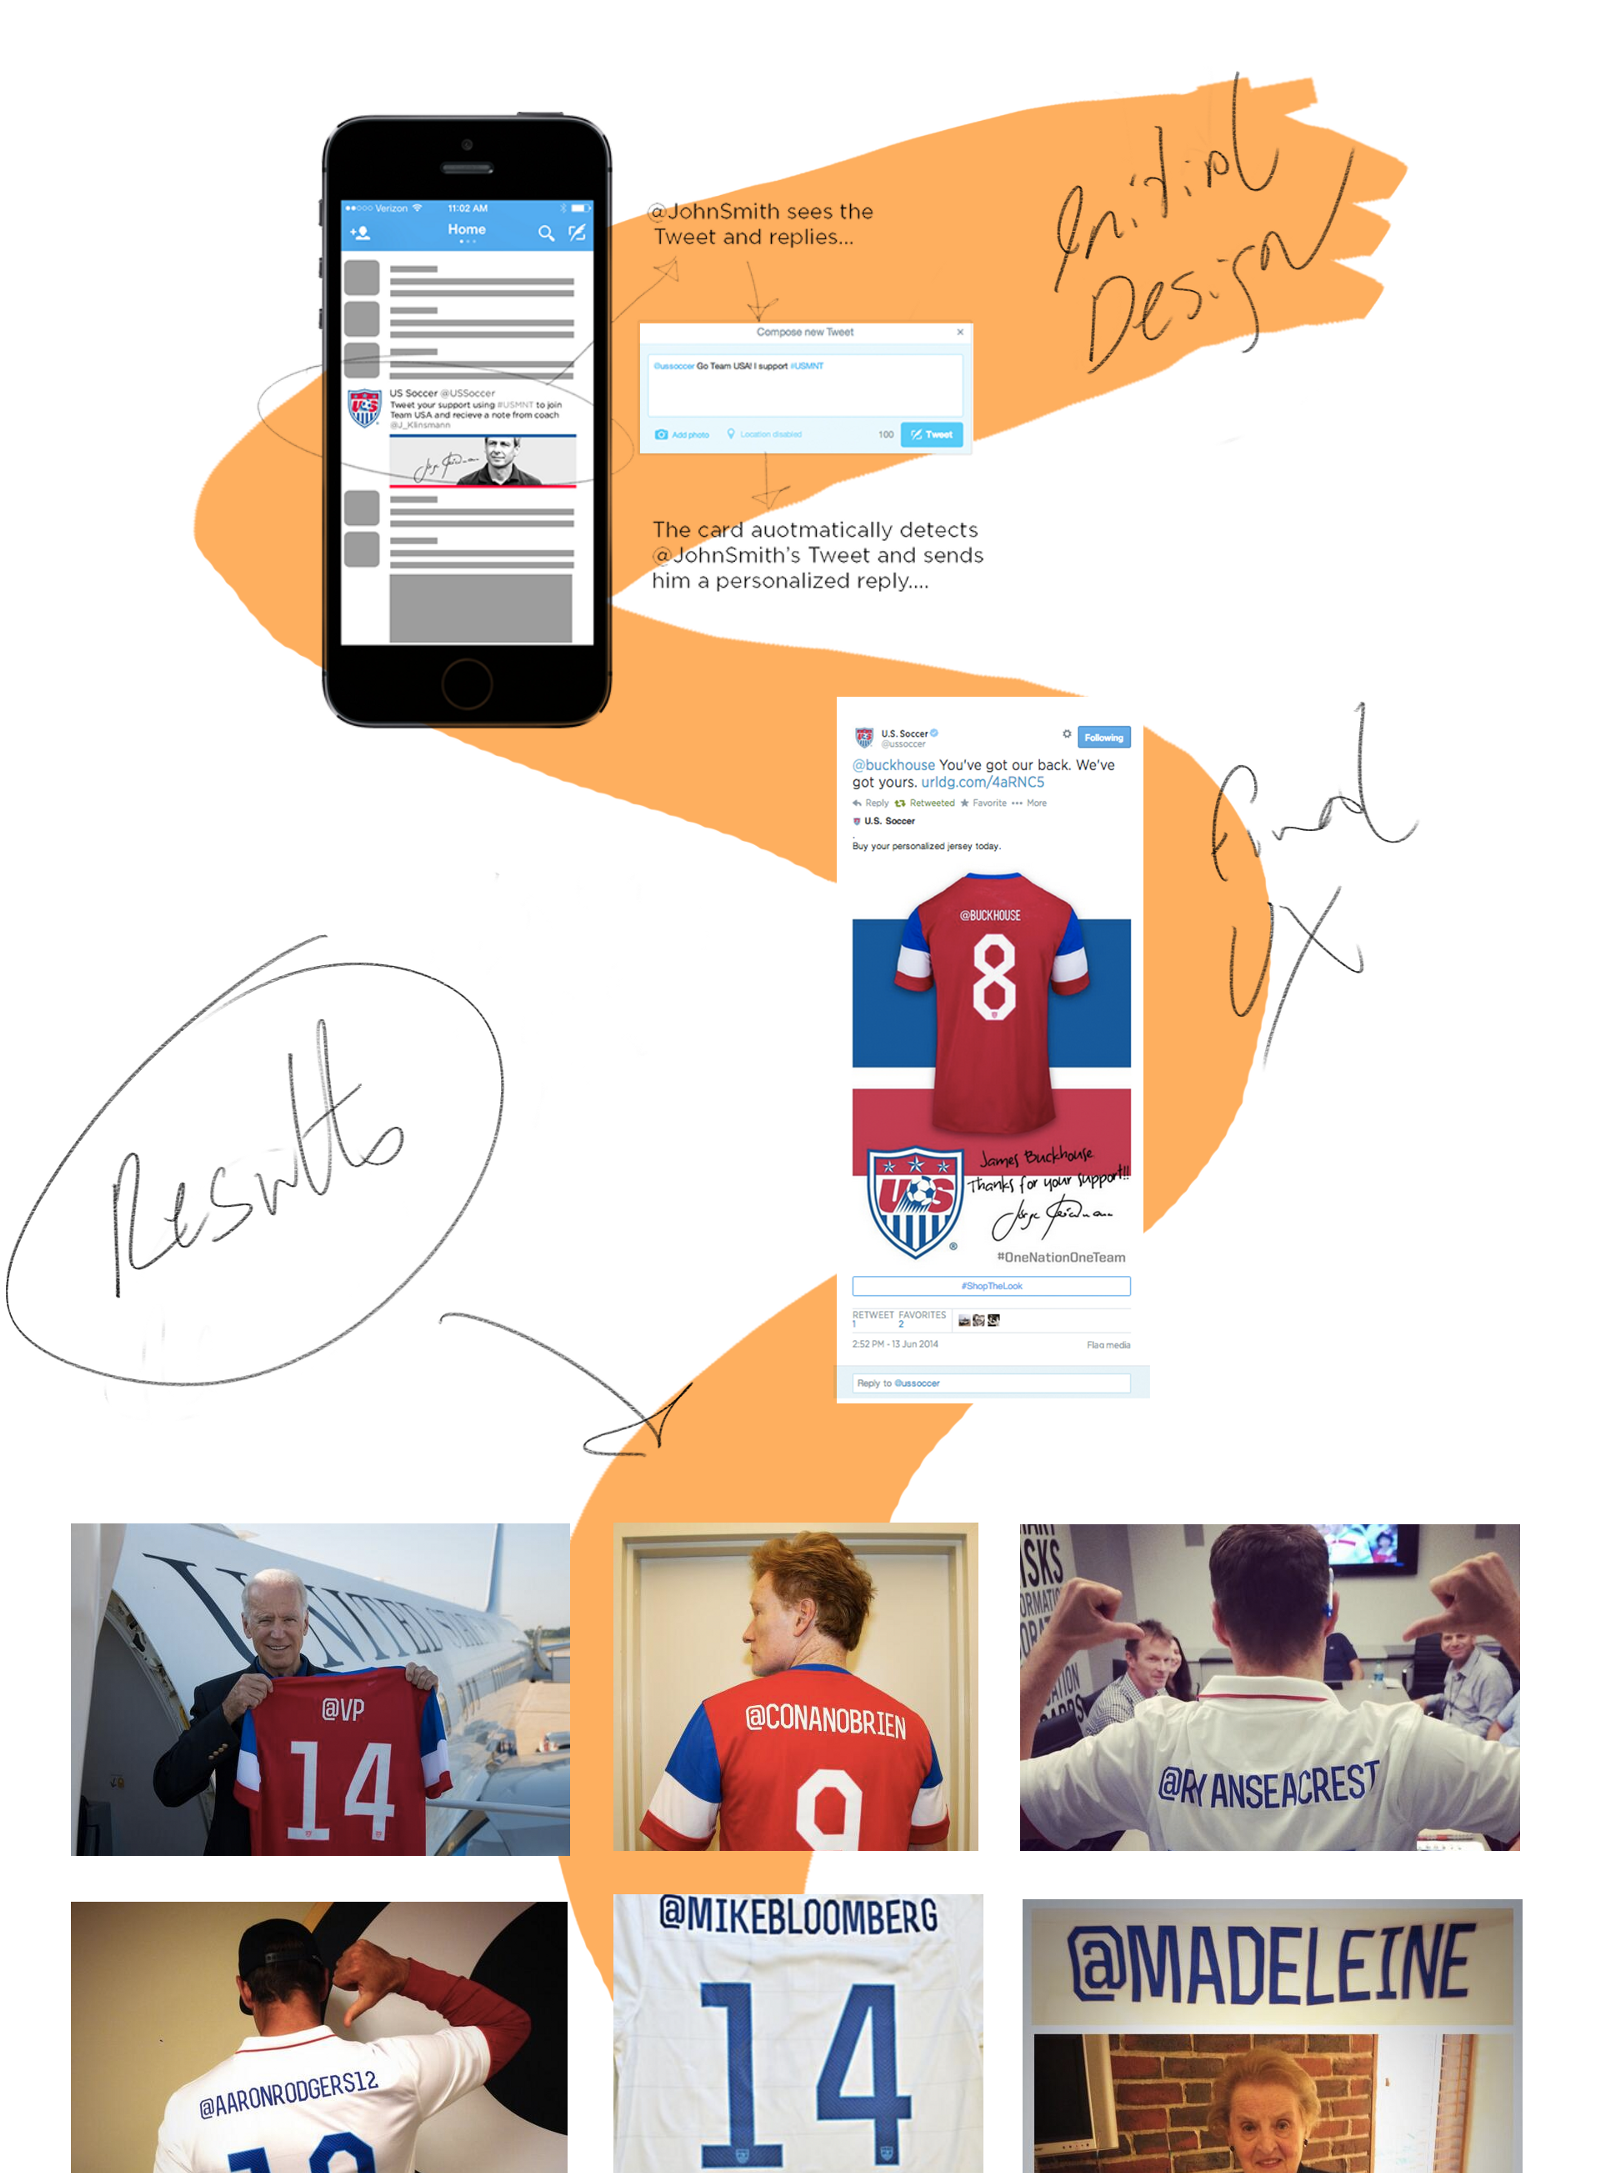 Initial
Design
Verizon 11:02 AM
Home
@JohnSmith sees the
Tweet and replies...
Compose new Tweet ×
@ussoccer Go Team USA! I support #USMNT
Add photo Location disabled 100 Tweet
US Soccer @USSoccer
Tweet your support using #USMNT to join
Team USA and recieve a note from coach
@J_Klinsmann
The card auotmatically detects
@JohnSmith's Tweet and sends
him a personalized reply....
Final
UX
U.S. Soccer
@ussoccer
Following
@buckhouse You've got our back. We've
got yours. urldg.com/4aRNC5
Reply Retweeted Favorite More
U.S. Soccer
Buy your personalized jersey today.
@BUCKHOUSE
8
US
James Buckhouse
Thanks for your support!!
#OneNationOneTeam
#ShopTheLook
RETWEET FAVORITES
1 2
2:52 PM - 13 Jun 2014 Flag media
Reply to @ussoccer
Results
UNITED STA
@VP
14
@CONANOBRIEN
9
ISKS
@RYANSEACREST
@AARONRODGERS12
12
@MIKEBLOOMBERG
14
@MADELEINE